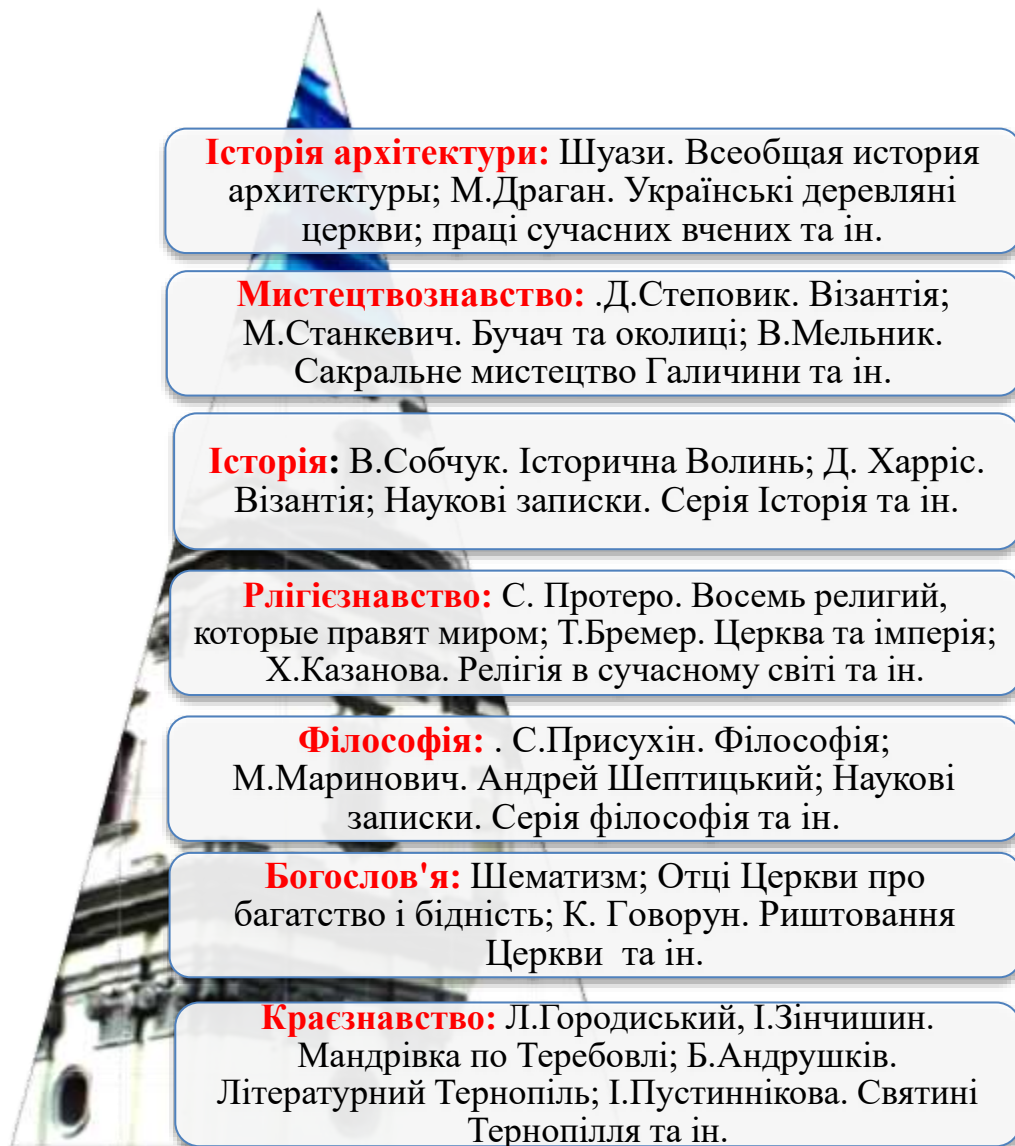 Історія архітектури: Шуази. Всеобщая история
архитектуры; М.Драган. Українські деревляні
церкви; праці сучасних вчених та ін.
Мистецтвознавство: .Д.Степовик. Візантія;
М.Станкевич. Бучач та околиці; В.Мельник.
Сакральне мистецтво Галичини та ін.
Історія: В.Собчук. Історична Волинь; Д. Харріс.
Візантія; Наукові записки. Серія Історія та ін.
Рлігієзнавство: С. Протеро. Восемь религий,
которые правят миром; Т.Бремер. Церква та імперія;
Х.Казанова. Релігія в сучасному світі та ін.
Філософія: . С.Присухін. Філософія;
М.Маринович. Андрей Шептицький; Наукові
записки. Серія філософія та ін.
Богослов'я: Шематизм; Отці Церкви про
багатство і бідність; К. Говорун. Риштовання
Церкви  та ін.
Краєзнавство: Л.Городиський, І.Зінчишин.
Мандрівка по Теребовлі; Б.Андрушків.
Літературний Тернопіль; І.Пустиннікова. Святині
Тернопілля та ін.